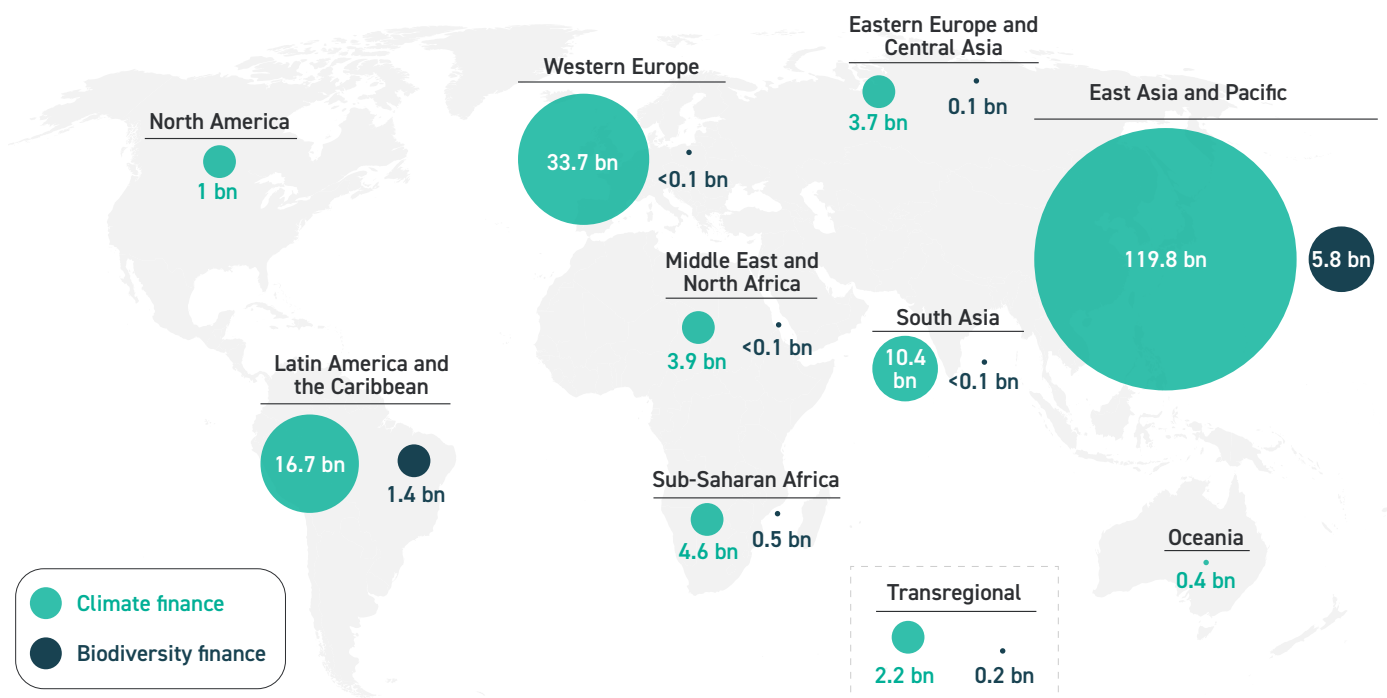 Eastern Europe and
Central Asia
3.7 bn
0.1 bn
Western Europe
33.7 bn
<0.1 bn
East Asia and Pacific
119.8 bn
5.8 bn
North America
1 bn
Middle East and
North Africa
3.9 bn
<0.1 bn
South Asia
10.4
bn
<0.1 bn
Latin America and
the Caribbean
16.7 bn
1.4 bn
Sub-Saharan Africa
4.6 bn
0.5 bn
Oceania
0.4 bn
Transregional
2.2 bn
0.2 bn
Climate finance
Biodiversity finance